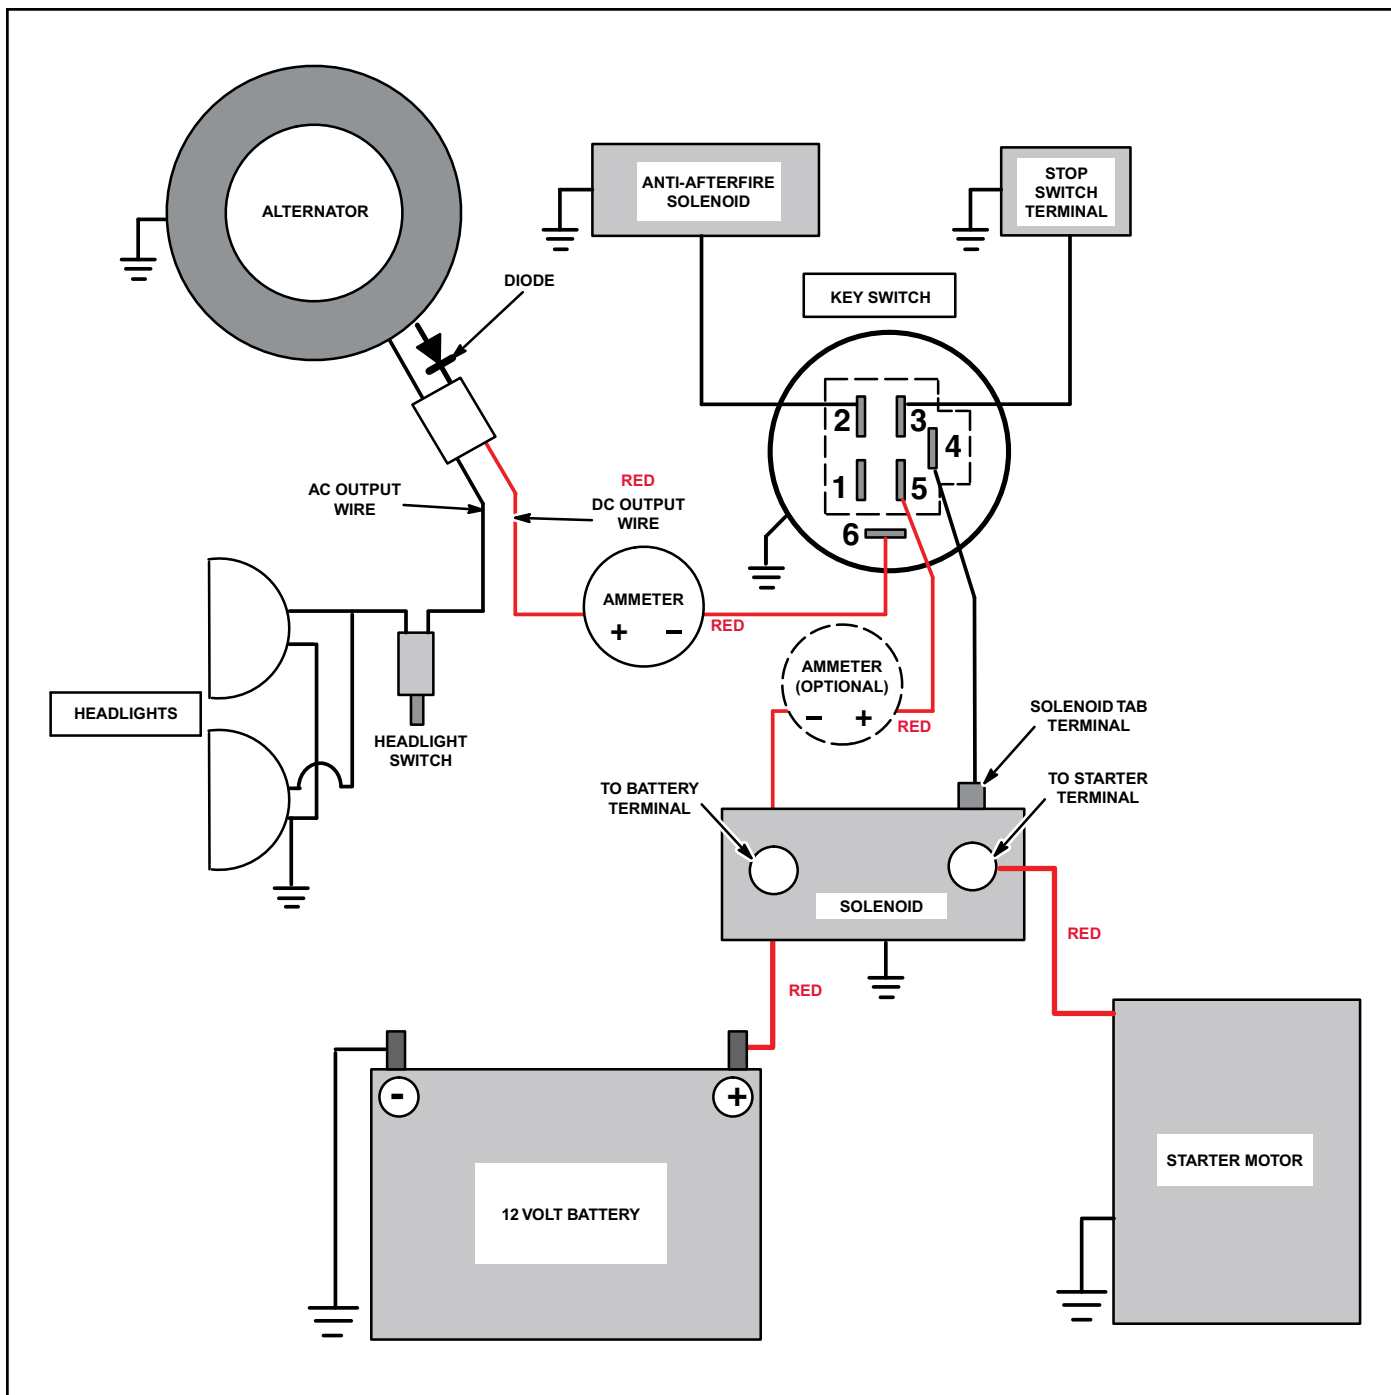 ALTERNATOR
ANTI-AFTERFIRE
SOLENOID
STOP
SWITCH
TERMINAL
DIODE
KEY SWITCH
2
3
4
1
5
6
AC OUTPUT
WIRE
RED
DC OUTPUT
WIRE
AMMETER
+ –
RED
AMMETER
(OPTIONAL)
– +
RED
HEADLIGHTS
HEADLIGHT
SWITCH
SOLENOID TAB
TERMINAL
TO BATTERY
TERMINAL
TO STARTER
TERMINAL
SOLENOID
RED
RED
- +
12 VOLT BATTERY
STARTER MOTOR